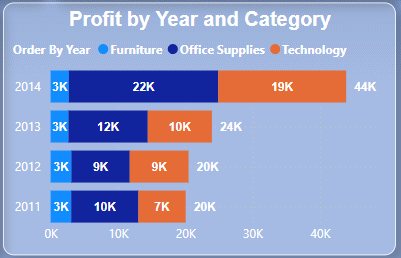 Profit by Year and Category
Order By Year Furniture Office Supplies Technology
2014 3K 22K 19K 44K
2013 3K 12K 10K 24K
2012 3K 9K 9K 20K
2011 3K 10K 7K 20K
0K 10K 20K 30K 40K